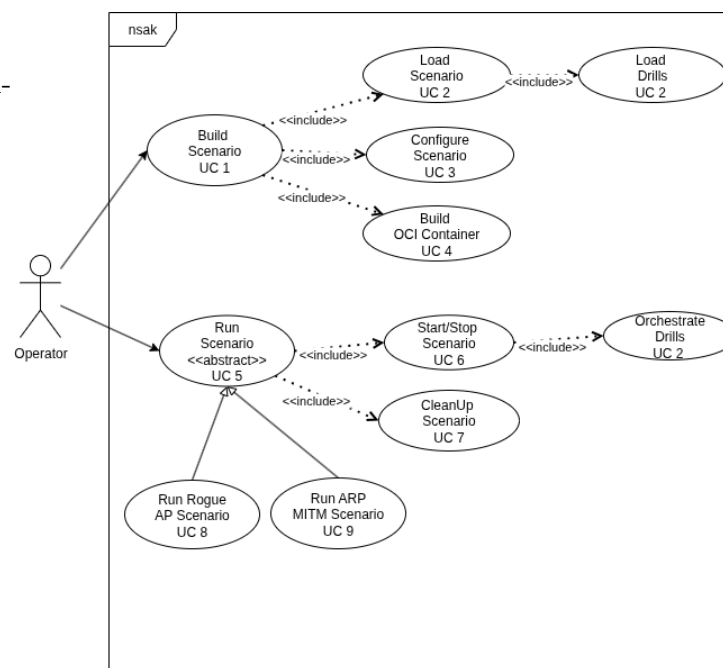 nsak
Load
Scenario
UC 2
<<include>>
Load
Drills
UC 2
<<include>>
Build
Scenario
UC 1
<<include>>
Configure
Scenario
UC 3
<<include>>
Build
OCI Container
UC 4
Operator
Run
Scenario
<<abstract>>
UC 5
<<include>>
Start/Stop
Scenario
UC 6
<<include>>
Orchestrate
Drills
UC 2
<<include>>
CleanUp
Scenario
UC 7
Run Rogue
AP Scenario
UC 8
Run ARP
MITM Scenario
UC 9